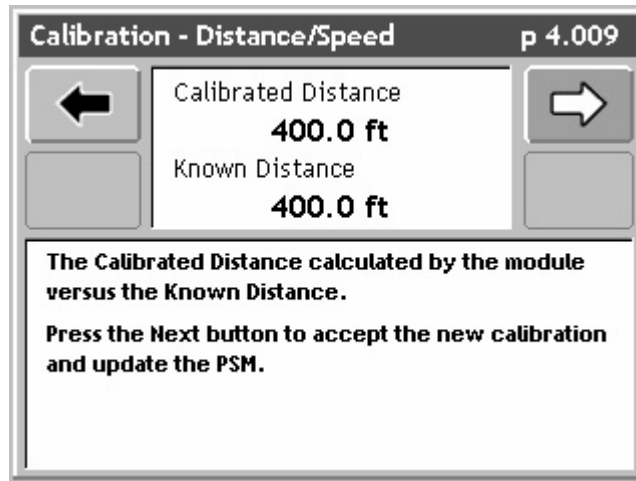 Calibration - Distance/Speed p 4.009
Calibrated Distance
400.0 ft
Known Distance
400.0 ft
The Calibrated Distance calculated by the module
versus the Known Distance.
Press the Next button to accept the new calibration
and update the PSM.